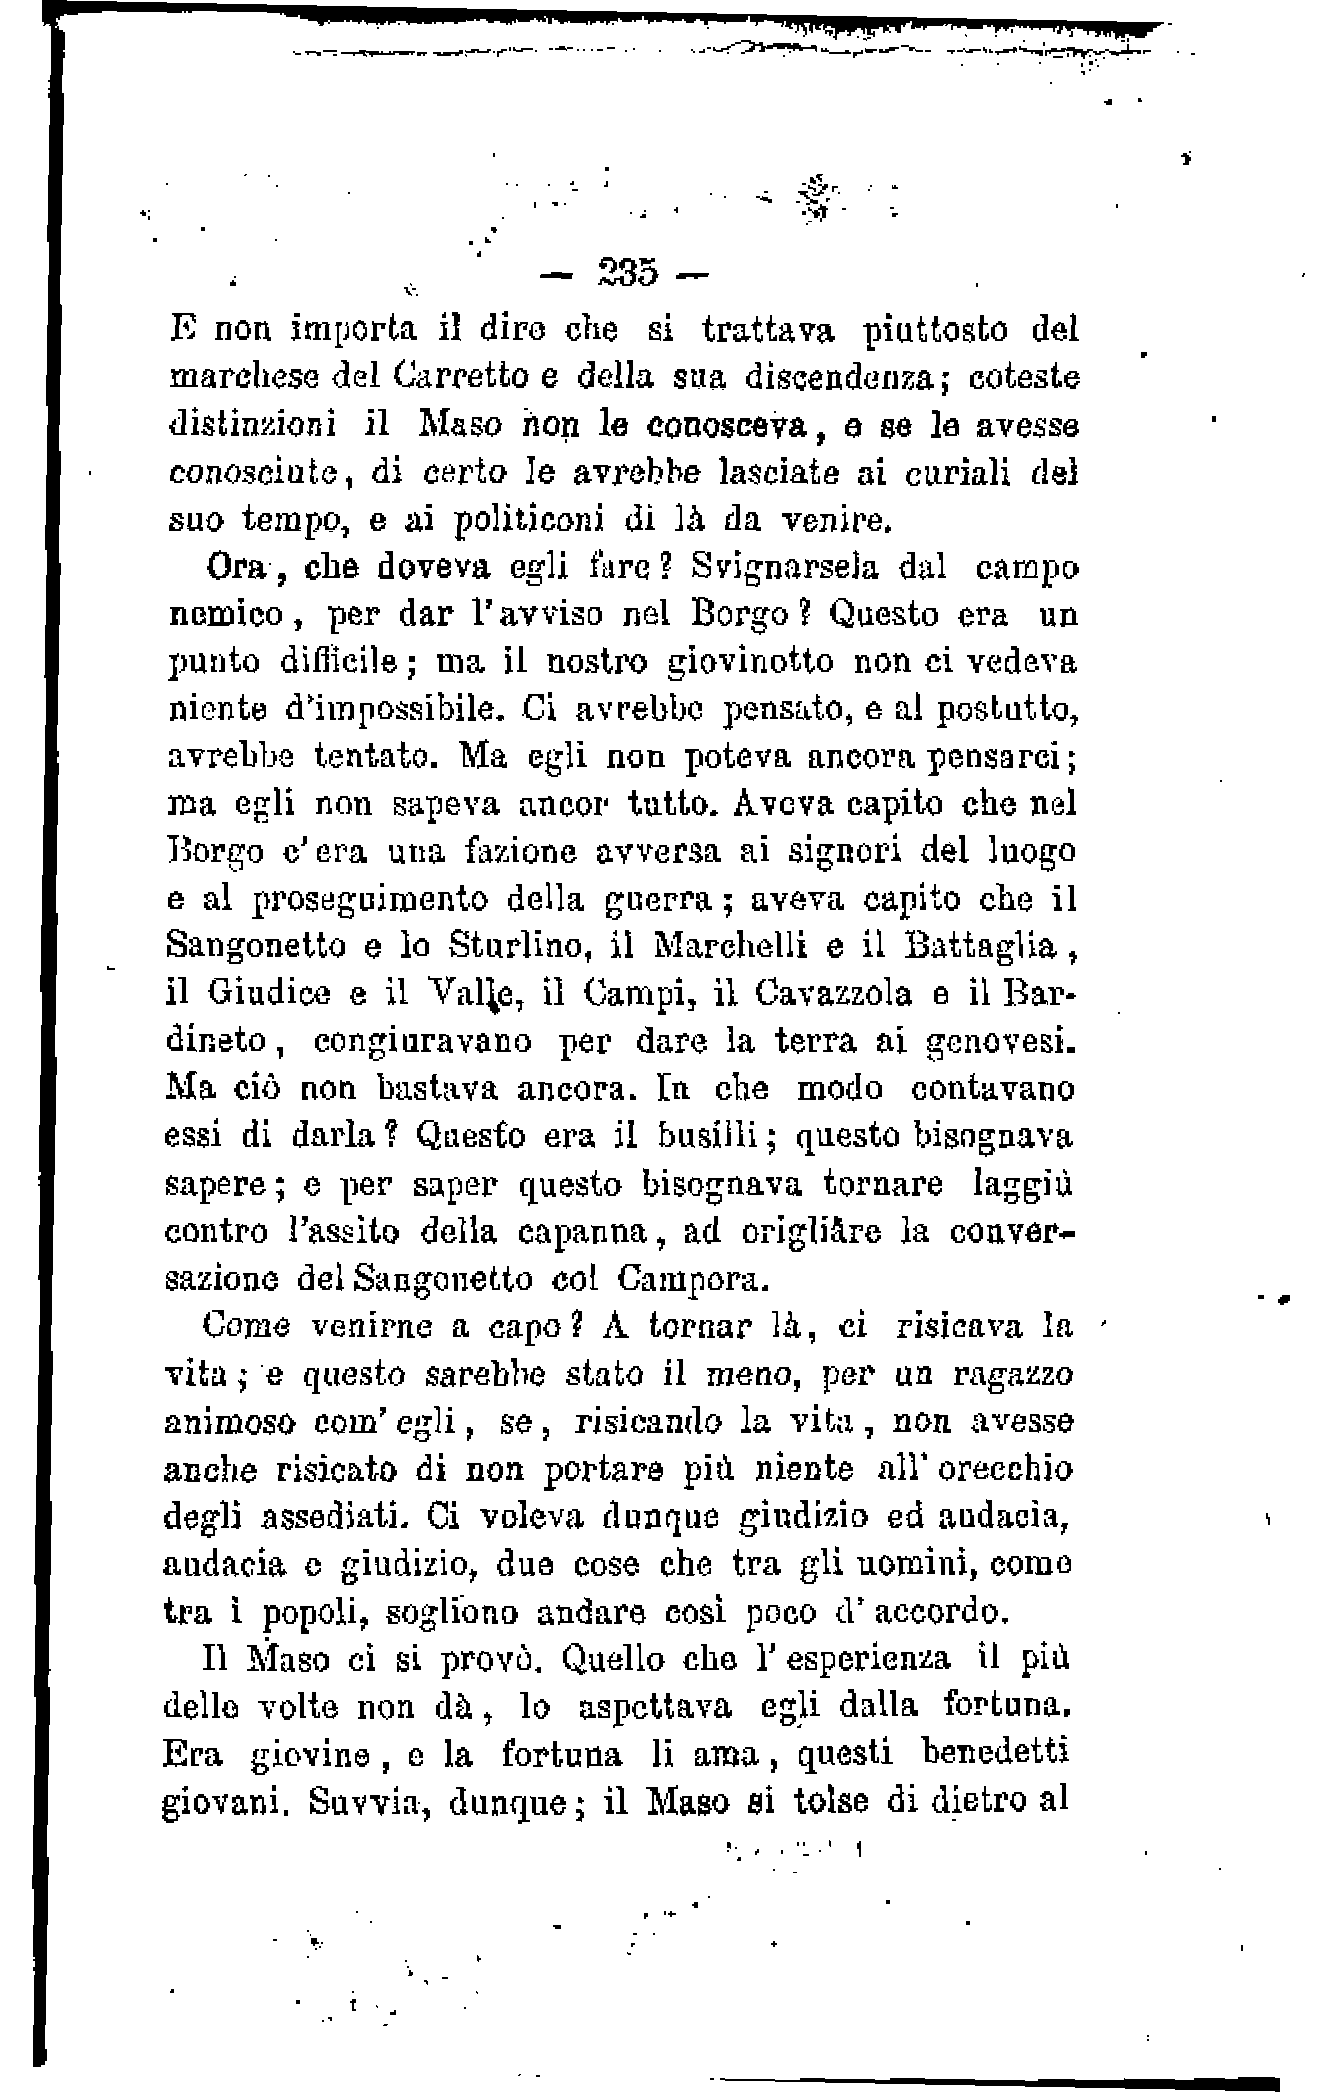 — 235 —
E non importa il dire che si trattava piuttosto del
marchese del Carretto e della sua discendenza; coteste
distinzioni il Maso non le conosceva, e se le avesse
conosciute, di certo le avrebbe lasciate ai curiali del
suo tempo, e ai politiconi di là da venire.
Ora, che doveva egli fare? Svignarsela dal campo
nemico, per dar l'avviso nel Borgo? Questo era un
punto difficile; ma il nostro giovinotto non ci vedeva
niente d'impossibile. Ci avrebbe pensato, e al postutto,
avrebbe tentato. Ma egli non poteva ancora pensarci;
ma egli non sapeva ancor tutto. Aveva capito che nel
Borgo c'era una fazione avversa ai signori del luogo
e al proseguimento della guerra; aveva capito che il
Sangonetto e lo Sturlino, il Marchelli e il Battaglia,
il Giudice e il Valle, il Campi, il Cavazzola e il Bar-
dineto, congiuravano per dare la terra ai genovesi.
Ma ciò non bastava ancora. In che modo contavano
essi di darla? Questo era il busilli; questo bisognava
sapere; e per saper questo bisognava tornare laggiù
contro l'assito della capanna, ad origliare la conver-
sazione del Sangonetto col Campora.
Come venirne a capo? A tornar là, ci risicava la
vita; e questo sarebbe stato il meno, per un ragazzo
animoso com'egli, se, risicando la vita, non avesse
anche risicato di non portare più niente all'orecchio
degli assediati. Ci voleva dunque giudizio ed audacia,
audacia e giudizio, due cose che tra gli uomini, come
tra i popoli, sogliono andare così poco d'accordo.
Il Maso ci si provò. Quello che l'esperienza il più
delle volte non dà, lo aspettava egli dalla fortuna.
Era giovine, e la fortuna li ama, questi benedetti
giovani. Suvvia, dunque; il Maso si tolse di dietro al